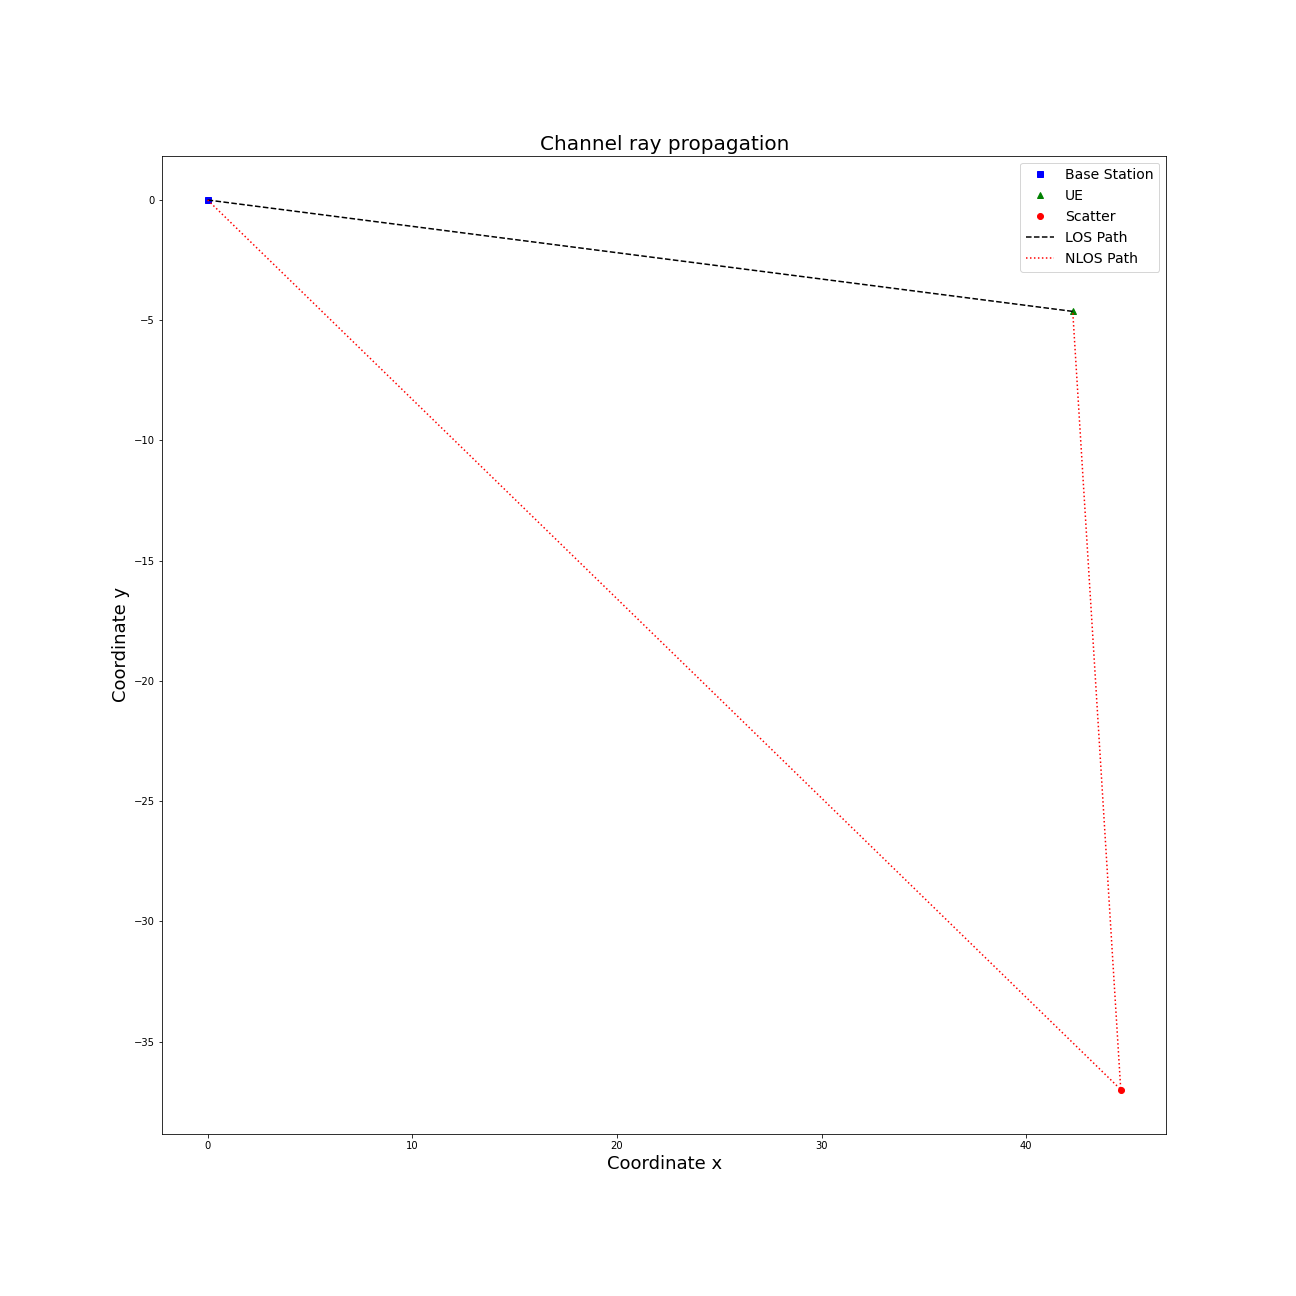 Channel ray propagation
Base Station
UE
Scatter
LOS Path
NLOS Path
0
−5
−10
−15
−20
−25
−30
−35
Coordinate y
0 10 20 30 40
Coordinate x